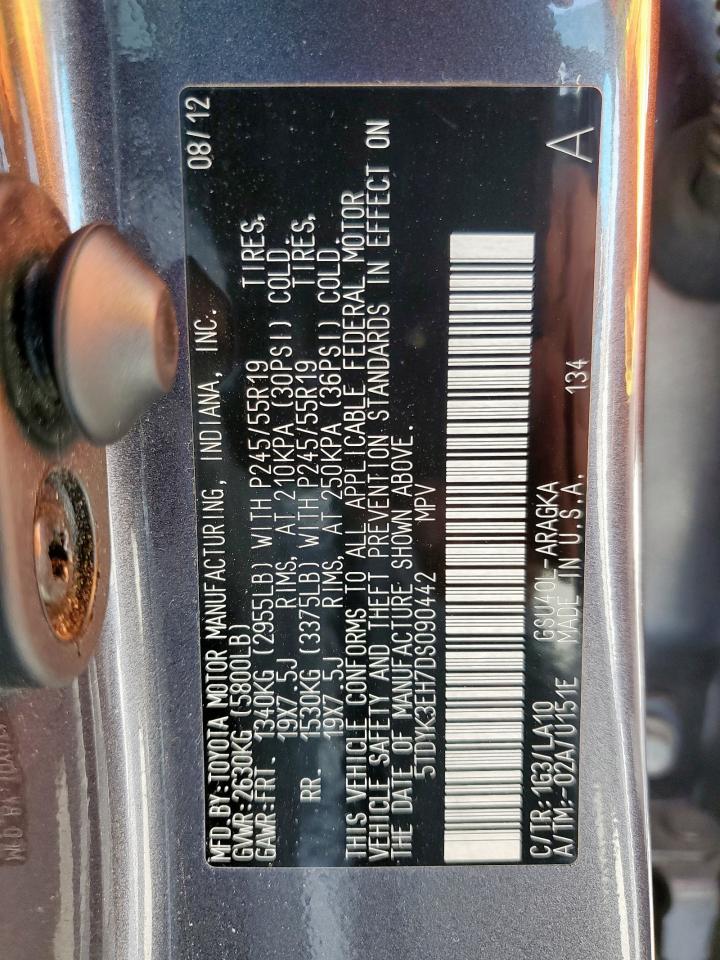 MFD.BY:TOYOTA MOTOR MANUFACTURING, INDIANA, INC. 08/12
GVWR:2630KG (5800LB)
GAWR:FRT. 1340KG (2955LB) WITH P245/55R19 TIRES,
19X7.5J RIMS, AT 210KPA (30PSI) COLD
RR. 1530KG (3375LB) WITH P245/55R19 TIRES,
19X7.5J RIMS, AT 250KPA (36PSI) COLD.
THIS VEHICLE CONFORMS TO ALL APPLICABLE FEDERAL MOTOR
VEHICLE SAFETY AND THEFT PREVENTION STANDARDS IN EFFECT ON
THE DATE OF MANUFACTURE SHOWN ABOVE.
5TDYK3EH7DS090442 MPV
C/TR: 1G3/LA10 GSU40L-ARAGKA
A/TM:-02A/U151E MADE IN U.S.A. 134 A